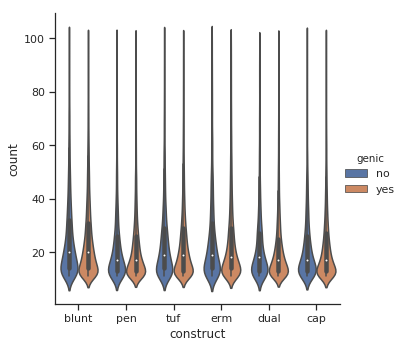 100
80
60
40
20
count
blunt pen tuf erm dual cap
construct
genic
no
yes